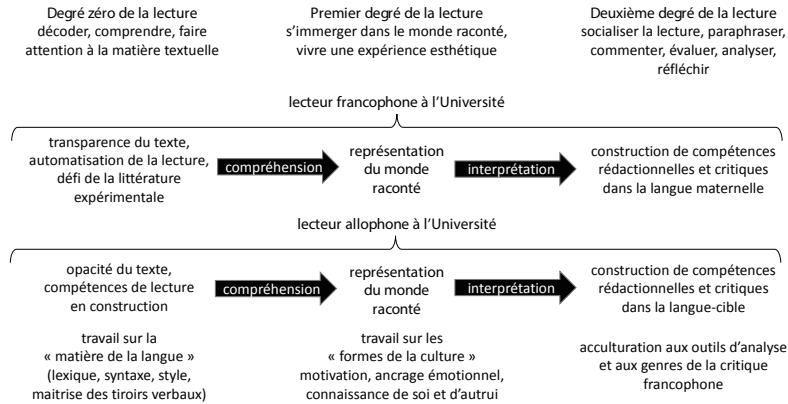 Degré zéro de la lecture
décoder, comprendre, faire
attention à la matière textuelle
Premier degré de la lecture
s'immerger dans le monde raconté,
vivre une expérience esthétique
Deuxième degré de la lecture
socialiser la lecture, paraphraser,
commenter, évaluer, analyser,
réfléchir
lecteur francophone à l'Université
transparence du texte,
automatisation de la lecture,
défi de la littérature
expérimentale
compréhension
représentation
du monde
raconté
interprétation
construction de compétences
rédactionnelles et critiques
dans la langue maternelle
lecteur allophone à l'Université
opacité du texte,
compétences de lecture
en construction
compréhension
représentation
du monde
raconté
interprétation
construction de compétences
rédactionnelles et critiques
dans la langue-cible
travail sur la
« matière de la langue »
(lexique, syntaxe, style,
maitrise des tiroirs verbaux)
travail sur les
« formes de la culture »
motivation, ancrage émotionnel,
connaissance de soi et d'autrui
acculturation aux outils d'analyse
et aux genres de la critique
francophone